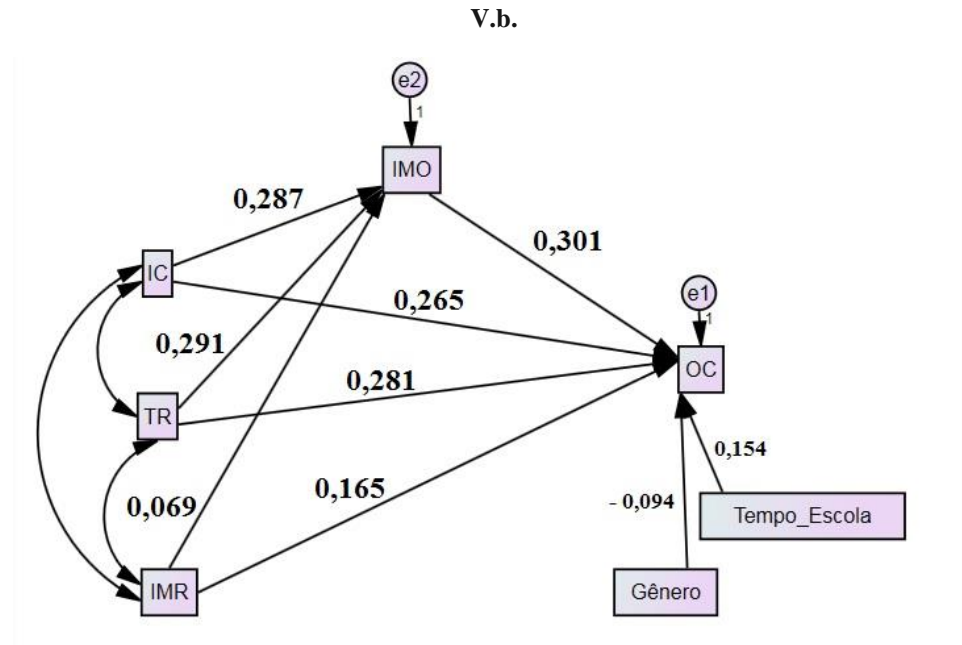 V.b.
e2
1
IMO
0,287
0,301
IC
e1
0,265
1
0,291
OC
0,281
TR
0,154
0,165
- 0,094
0,069
Tempo_Escola
IMR
Gênero